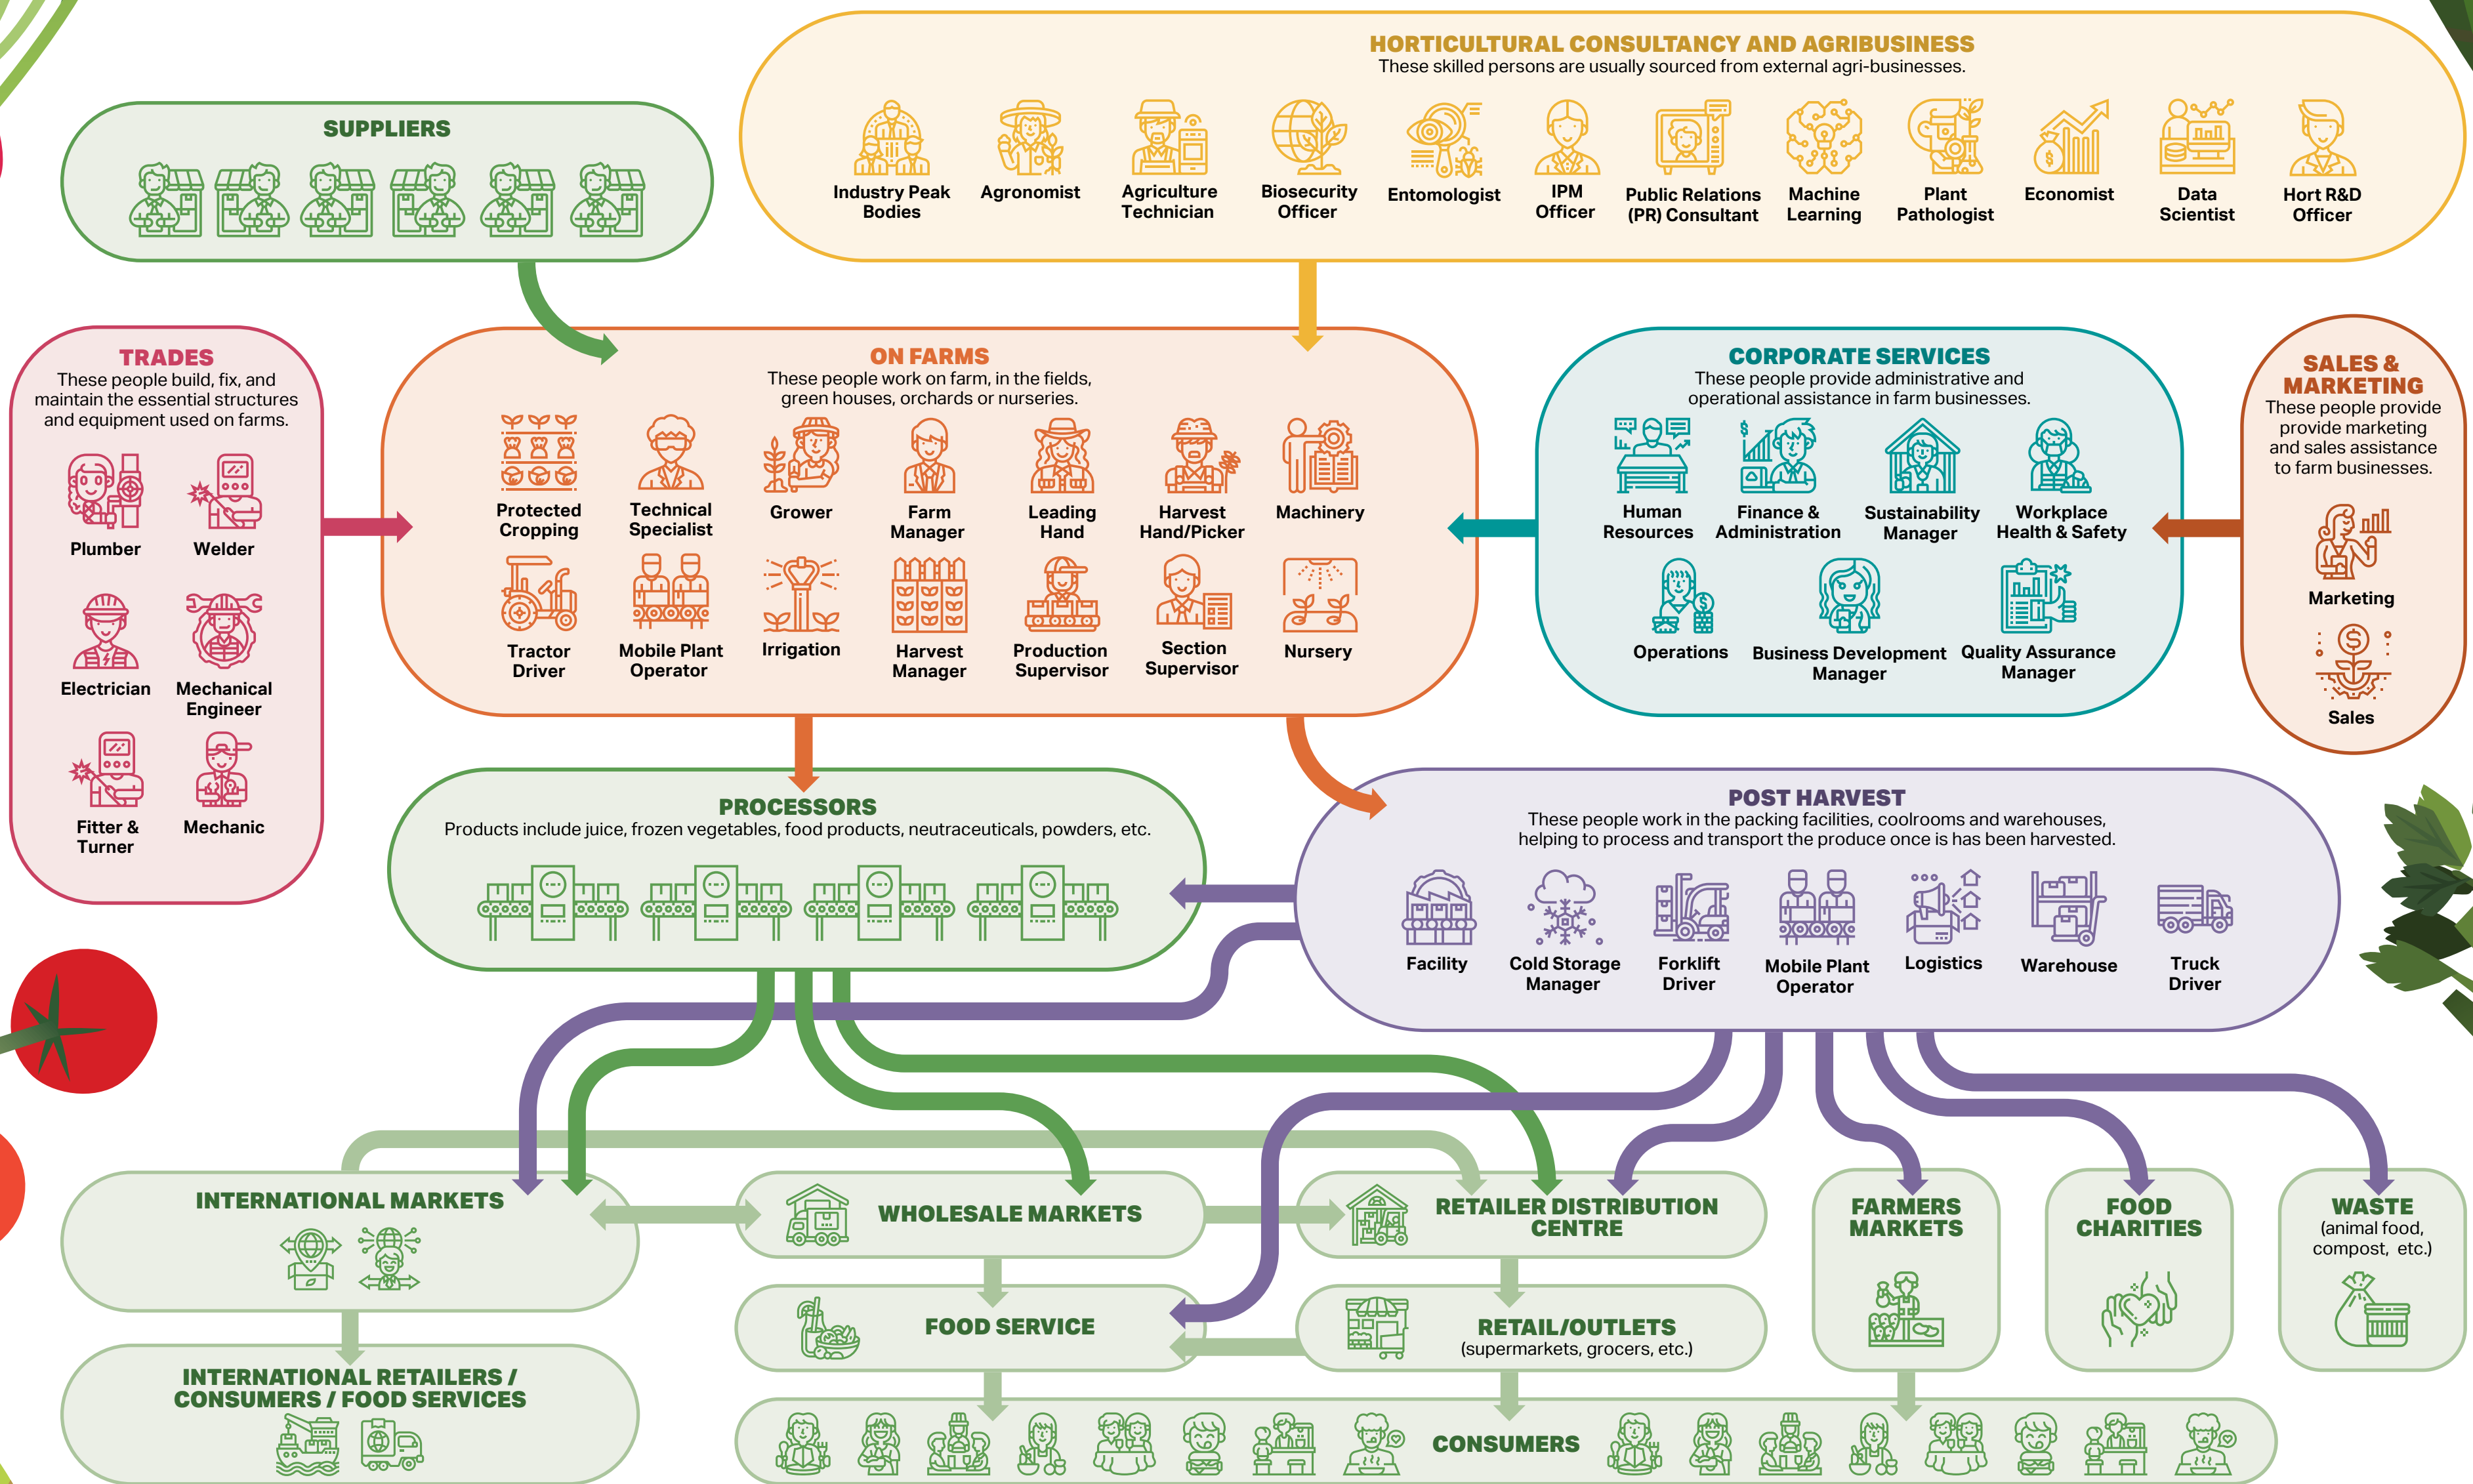 HORTICULTURAL CONSULTANCY AND AGRIBUSINESS
These skilled persons are usually sourced from external agri-businesses.
Industry Peak
Bodies
Agronomist
Agriculture
Technician
Biosecurity
Officer
Entomologist
IPM
Officer
Public Relations
(PR) Consultant
Machine
Learning
Plant
Pathologist
Economist
Data
Scientist
Hort R&D
Officer
SUPPLIERS
TRADES
These people build, fix, and
maintain the essential structures
and equipment used on farms.
Plumber
Welder
Electrician
Mechanical
Engineer
Fitter &
Turner
Mechanic
ON FARMS
These people work on farm, in the fields,
green houses, orchards or nurseries.
Protected
Cropping
Technical
Specialist
Grower
Farm
Manager
Leading
Hand
Harvest
Hand/Picker
Machinery
Tractor
Driver
Mobile Plant
Operator
Irrigation
Harvest
Manager
Production
Supervisor
Section
Supervisor
Nursery
CORPORATE SERVICES
These people provide administrative and
operational assistance in farm businesses.
Human
Resources
Finance &
Administration
Sustainability
Manager
Workplace
Health & Safety
Operations
Business Development
Manager
Quality Assurance
Manager
SALES &
MARKETING
These people provide
provide marketing
and sales assistance
to farm businesses.
Marketing
Sales
PROCESSORS
Products include juice, frozen vegetables, food products, neutraceuticals, powders, etc.
POST HARVEST
These people work in the packing facilities, coolrooms and warehouses,
helping to process and transport the produce once is has been harvested.
Facility
Cold Storage
Manager
Forklift
Driver
Mobile Plant
Operator
Logistics
Warehouse
Truck
Driver
INTERNATIONAL MARKETS
WHOLESALE MARKETS
RETAILER DISTRIBUTION
CENTRE
FARMERS
MARKETS
FOOD
CHARITIES
WASTE
(animal food,
compost, etc.)
FOOD SERVICE
RETAIL/OUTLETS
(supermarkets, grocers, etc.)
INTERNATIONAL RETAILERS /
CONSUMERS / FOOD SERVICES
CONSUMERS